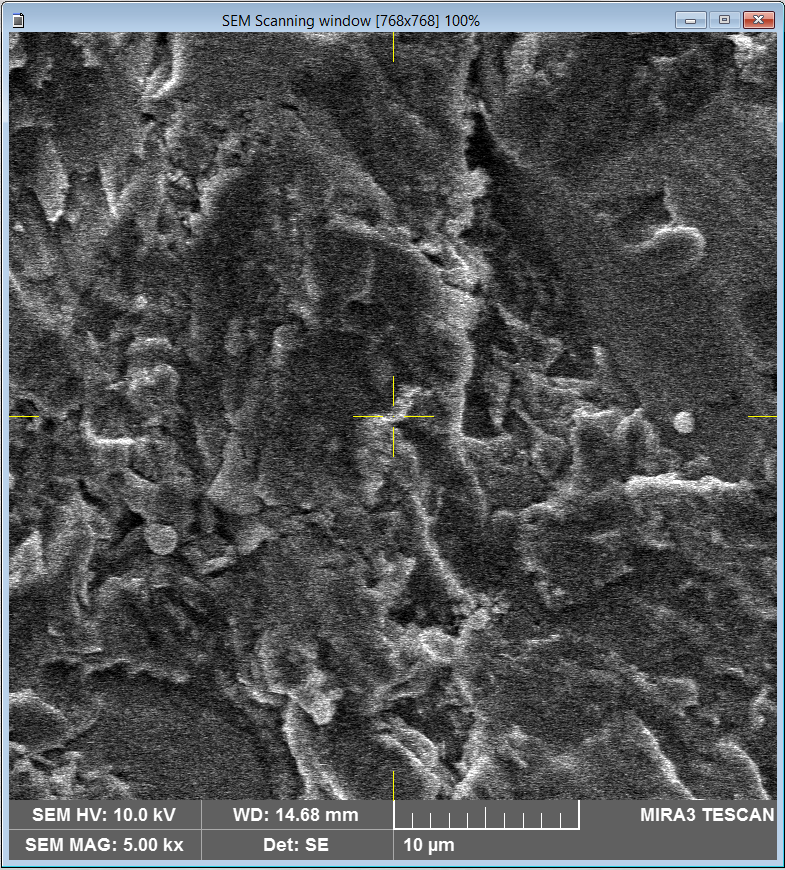 SEM Scanning window [768x768] 100%
SEM HV: 10.0 kV WD: 14.68 mm MIRA3 TESCAN
SEM MAG: 5.00 kx Det: SE 10 µm